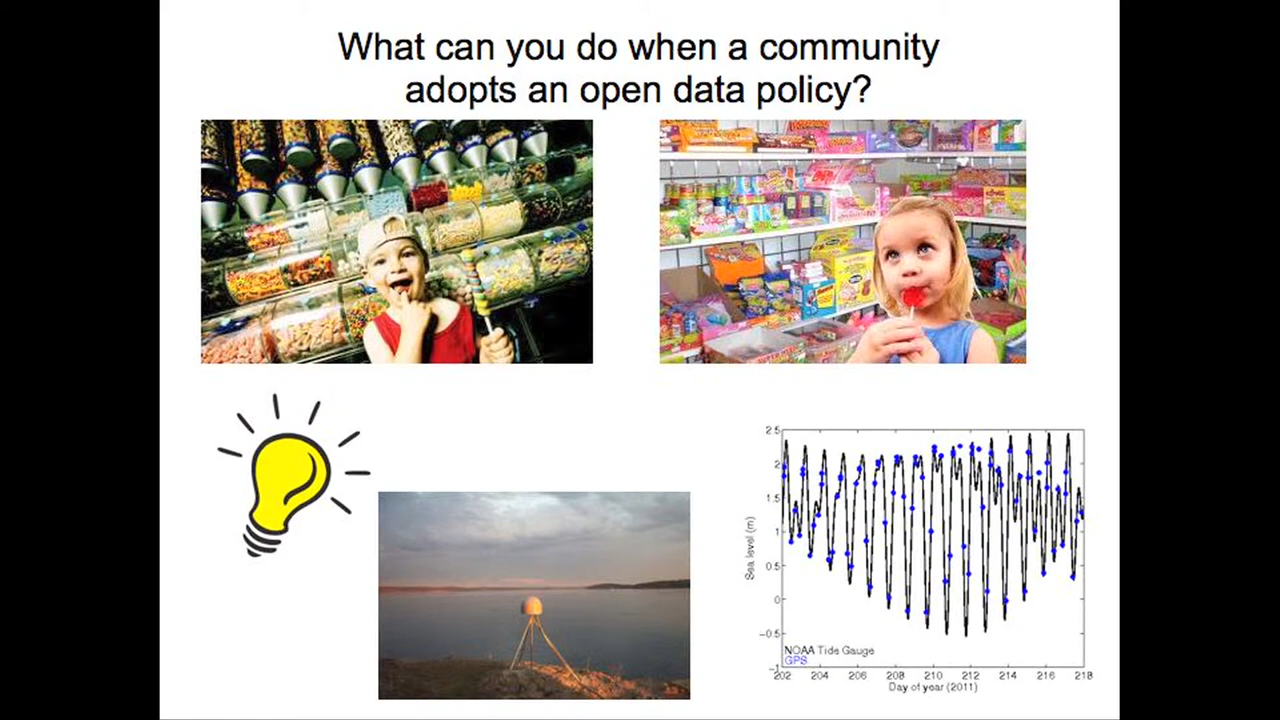 What can you do when a community
adopts an open data policy?
2.5
2
1.5
1
0.5
0
-0.5
-1
Sea level (m)
NOAA Tide Gauge
GPS
202 204 206 208 210 212 214 216 218
Day of year (2011)